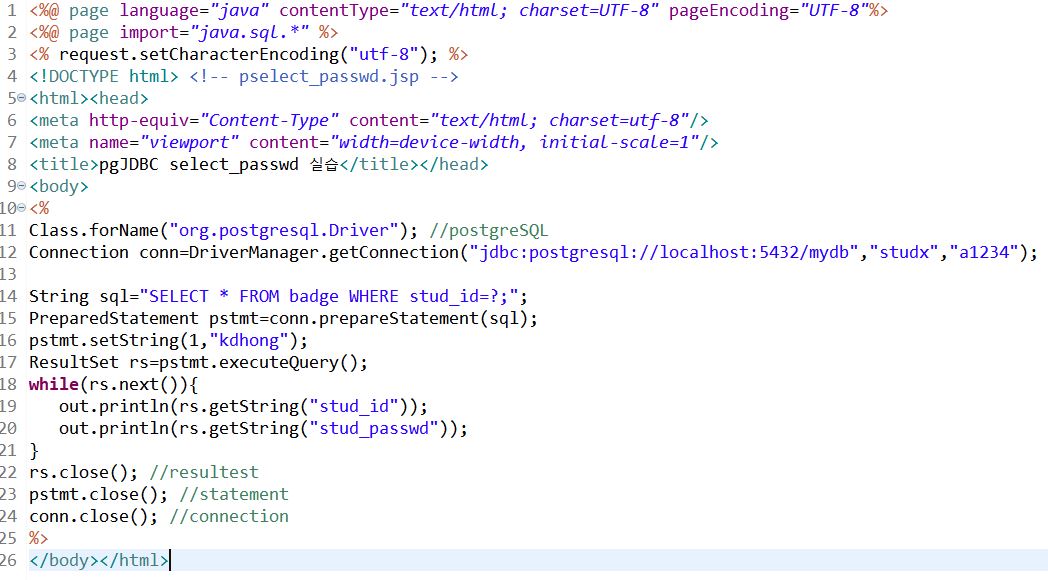 1 <%@ page language="java" contentType="text/html; charset=UTF-8" pageEncoding="UTF-8"%>
2 <%@ page import="java.sql.*" %>
3 <% request.setCharacterEncoding("utf-8"); %>
4 <!DOCTYPE html> <!-- pselect_passwd.jsp -->
5 <html><head>
6 <meta http-equiv="Content-Type" content="text/html; charset=utf-8"/>
7 <meta name="viewport" content="width=device-width, initial-scale=1"/>
8 <title>pgJDBC select_passwd 실습</title></head>
9 <body>
10 <%
11 Class.forName("org.postgresql.Driver"); //postgreSQL
12 Connection conn=DriverManager.getConnection("jdbc:postgresql://localhost:5432/mydb","studx","a1234");
13
14 String sql="SELECT * FROM badge WHERE stud_id=?;";
15 PreparedStatement pstmt=conn.prepareStatement(sql);
16 pstmt.setString(1,"kdhong");
17 ResultSet rs=pstmt.executeQuery();
18 while(rs.next()){
19    out.println(rs.getString("stud_id"));
20    out.println(rs.getString("stud_passwd"));
21 }
22 rs.close(); //resultest
23 pstmt.close(); //statement
24 conn.close(); //connection
25 %>
26 </body></html>